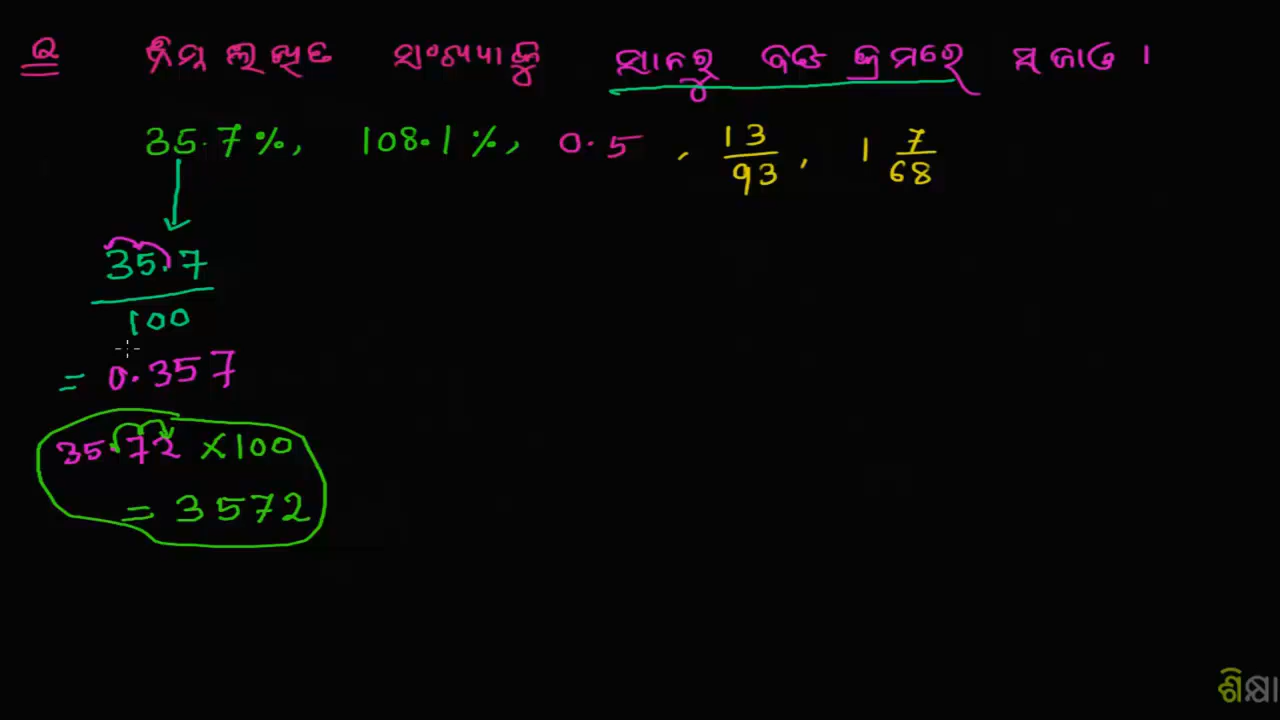 ଇ ନିମ୍ନ ଲିଖିତ ସଂଖ୍ୟା ଗୁଡ଼ିକୁ ସାନରୁ ବଡ କ୍ରମରେ ସଜାଅ ।
35.7%, 108.1%, 0.5, 13/93, 1 7/68
35.7
100
= 0.357
35.72 ×100
= 3572
ଶିକ୍ଷା